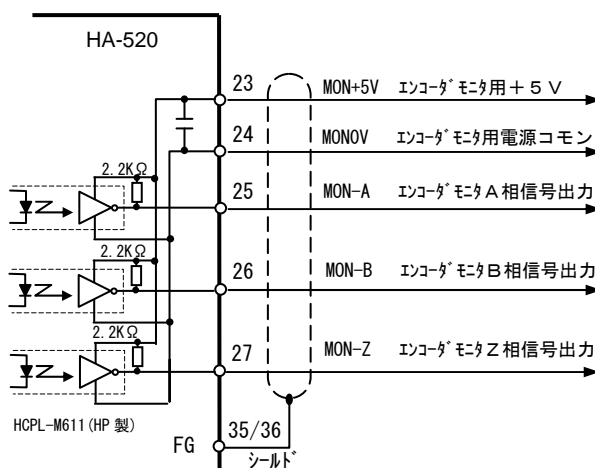 HA-520
23 MON+5V エンコーダモニタ用+5V
24 MON0V エンコーダモニタ用電源コモン
2.2KΩ
25 MON-A エンコーダモニタA相信号出力
2.2KΩ
26 MON-B エンコーダモニタB相信号出力
2.2KΩ
27 MON-Z エンコーダモニタZ相信号出力
HCPL-M611(HP製)
FG 35/36
シールド